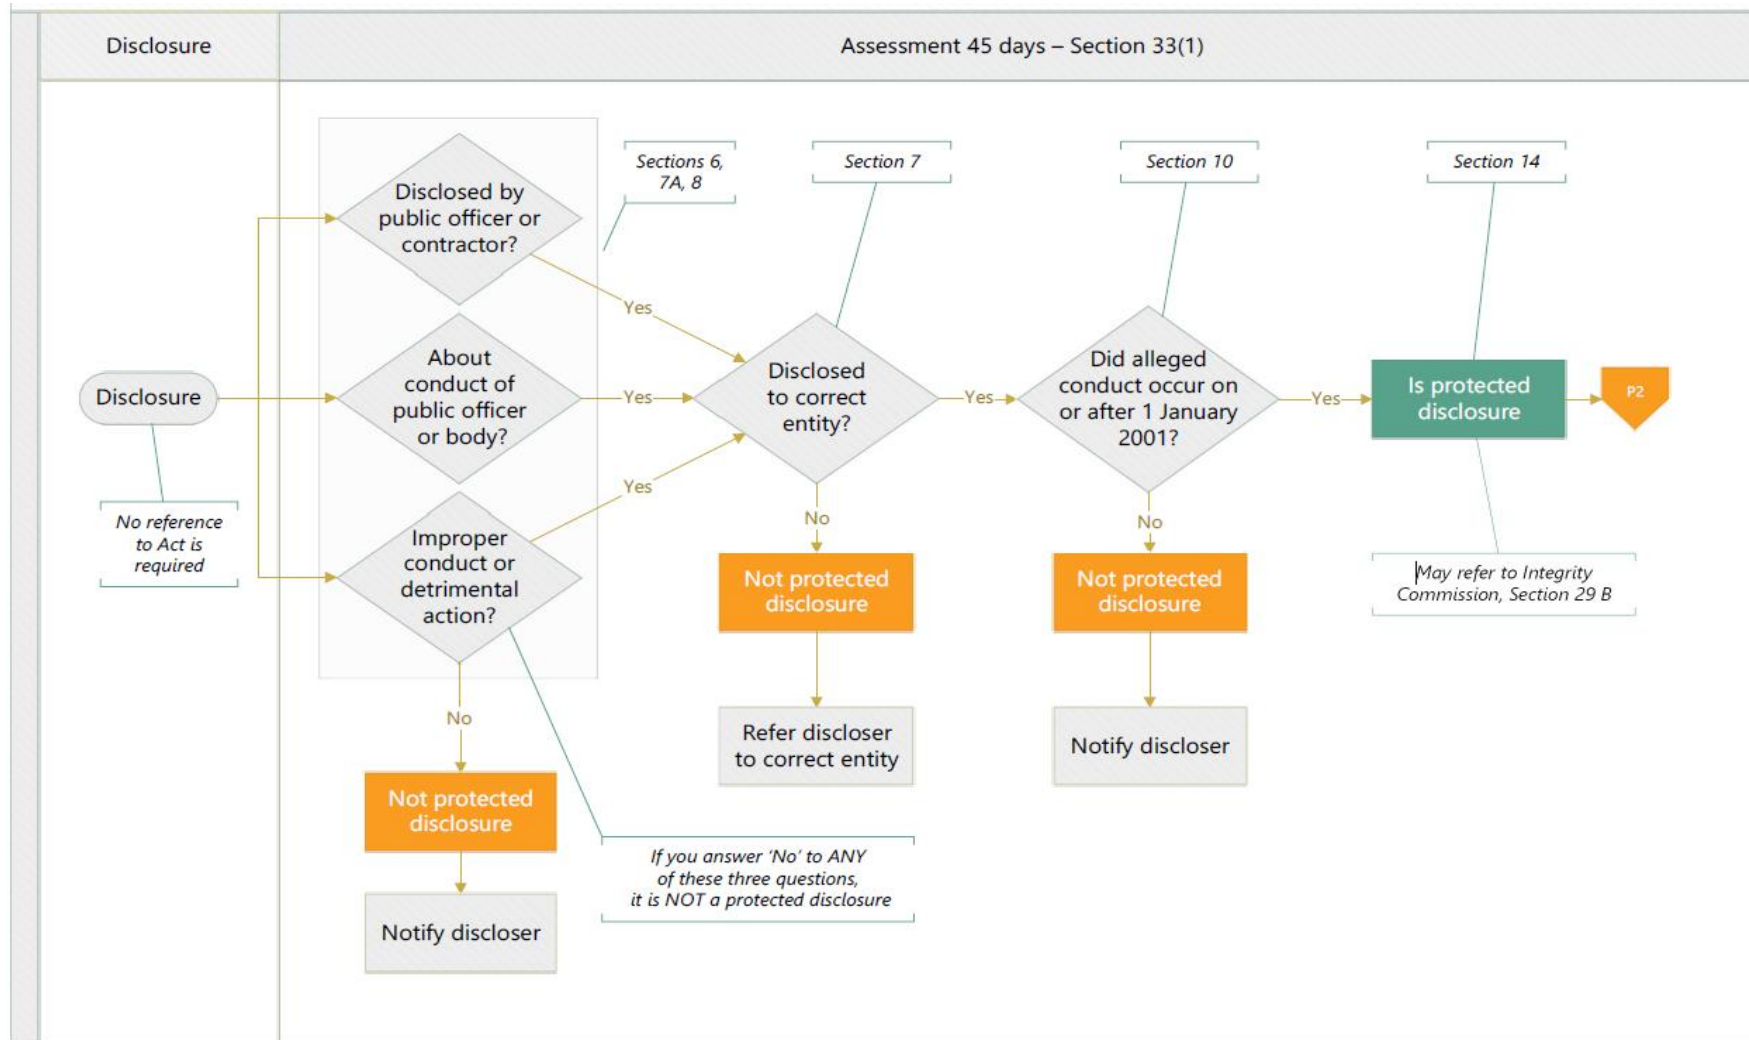 Disclosure
Assessment 45 days – Section 33(1)
Disclosed by
public officer or
contractor?
Sections 6,
7A, 8
Section 7
Section 10
Section 14
Yes
About
conduct of
public officer
or body?
Disclosure
Yes
Disclosed
to correct
entity?
Yes
Did alleged
conduct occur on
or after 1 January
2001?
Yes
Is protected
disclosure
P2
Yes
No reference
to Act is
required
Improper
conduct or
detrimental
action?
No
No
Not protected
disclosure
Not protected
disclosure
May refer to Integrity
Commission, Section 29 B
No
Refer discloser
to correct entity
Notify discloser
Not protected
disclosure
If you answer ‘No’ to ANY
of these three questions,
it is NOT a protected disclosure
Notify discloser